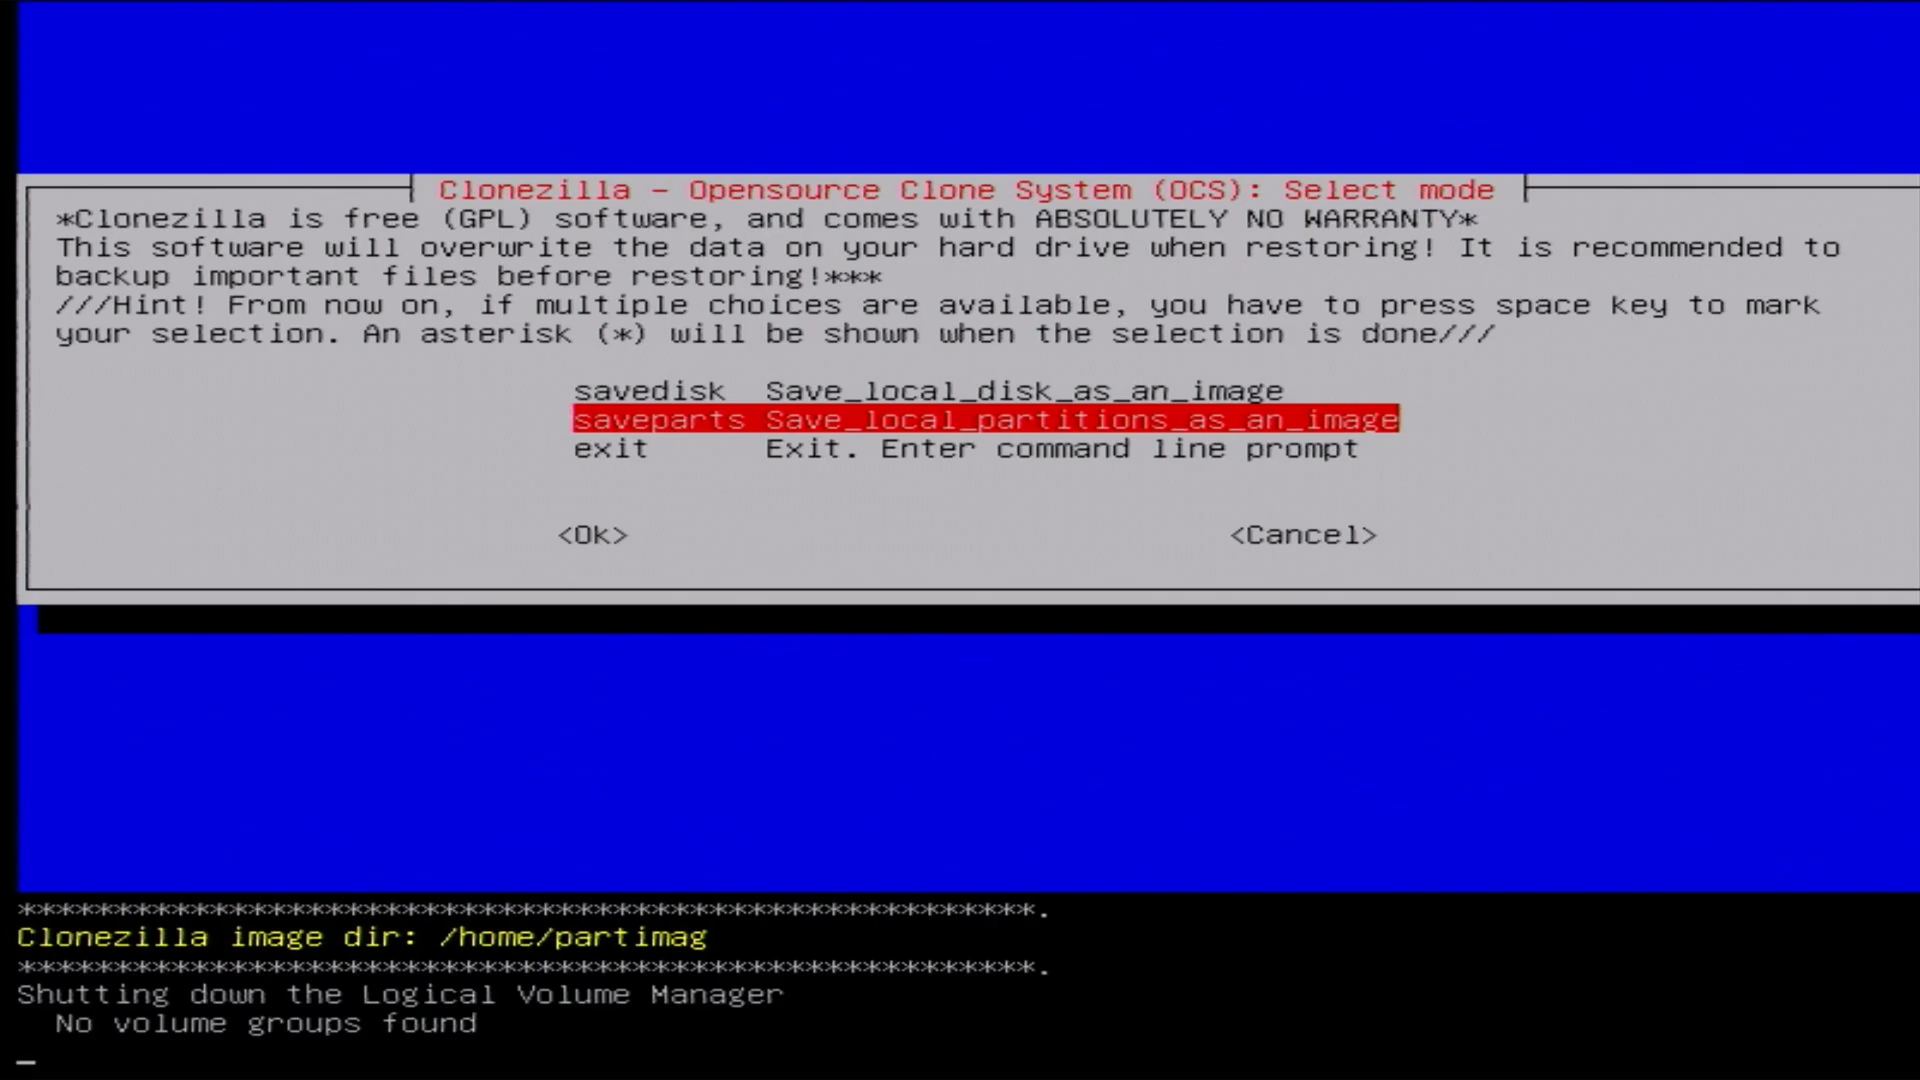 Clonezilla - Opensource Clone System (OCS): Select mode
*Clonezilla is free (GPL) software, and comes with ABSOLUTELY NO WARRANTY*
This software will overwrite the data on your hard drive when restoring! It is recommended to
backup important files before restoring!***
///Hint! From now on, if multiple choices are available, you have to press space key to mark
your selection. An asterisk (*) will be shown when the selection is done///
savedisk Save_local_disk_as_an_image
saveparts Save_local_partitions_as_an_image
exit Exit. Enter command line prompt
<Ok> <Cancel>
*****************************************************.
Clonezilla image dir: /home/partimag
*****************************************************.
Shutting down the Logical Volume Manager
No volume groups found
_